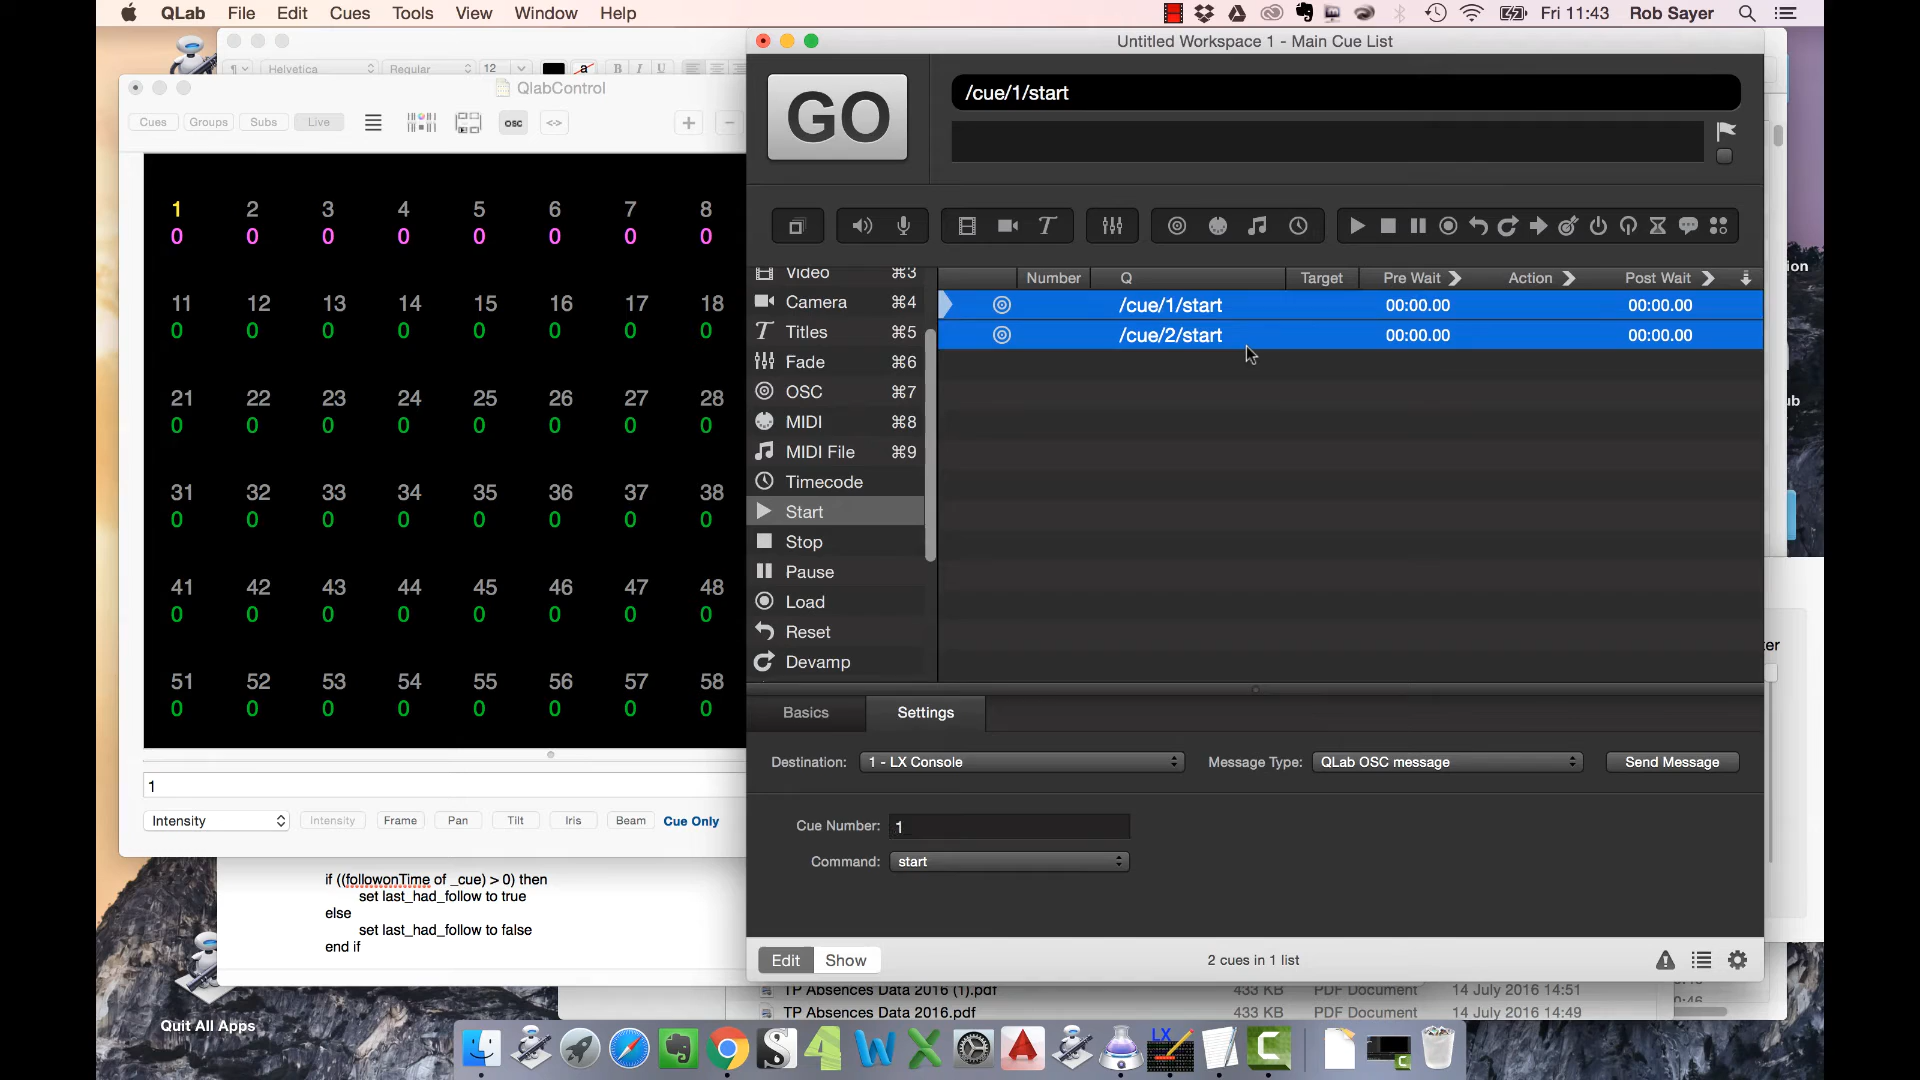 QLab File Edit Cues Tools View Window Help
Fri 11:43 Rob Sayer
Helvetica Regular 12 a B I U
QlabControl
Cues Groups Subs Live OSC <-> + −
1 2 3 4 5 6 7 8
0 0 0 0 0 0 0 0
11 12 13 14 15 16 17 18
0 0 0 0 0 0 0 0
21 22 23 24 25 26 27 28
0 0 0 0 0 0 0 0
31 32 33 34 35 36 37 38
0 0 0 0 0 0 0 0
41 42 43 44 45 46 47 48
0 0 0 0 0 0 0 0
51 52 53 54 55 56 57 58
0 0 0 0 0 0 0 0
1
Intensity Intensity Frame Pan Tilt Iris Beam Cue Only
if ((followonTime of _cue) > 0) then
set last_had_follow to true
else
set last_had_follow to false
end if
Quit All Apps
Untitled Workspace 1 - Main Cue List
GO
/cue/1/start
Number Q Target Pre Wait Action Post Wait
/cue/1/start 00:00.00 00:00.00
/cue/2/start 00:00.00 00:00.00
Video ⌘3
Camera ⌘4
Titles ⌘5
Fade ⌘6
OSC ⌘7
MIDI ⌘8
MIDI File ⌘9
Timecode
Start
Stop
Pause
Load
Reset
Devamp
Basics Settings
Destination: 1 - LX Console Message Type: QLab OSC message Send Message
Cue Number: 1
Command: start
Edit Show 2 cues in 1 list
TP Absences Data 2016 (1).pdf 433 KB PDF Document 14 July 2016 14:51
TP Absences Data 2016.pdf 433 KB PDF Document 14 July 2016 14:49
ion
ub
ter
LX